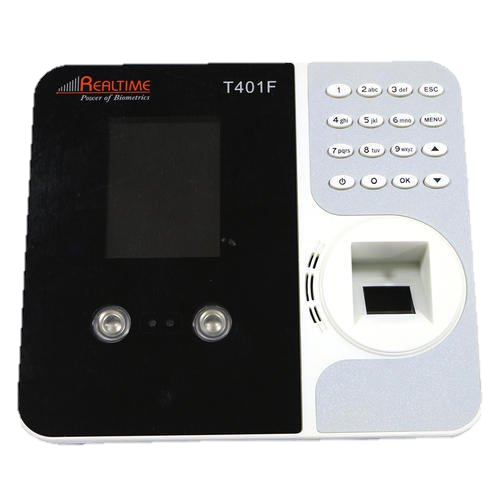 REALTIME
Power of Biometrics
T401F
1 2abc 3def ESC
4ghi 5jkl 6mno MENU
7pqrs 8tuv 9wxyz ▲
⏻ 0 OK ▼